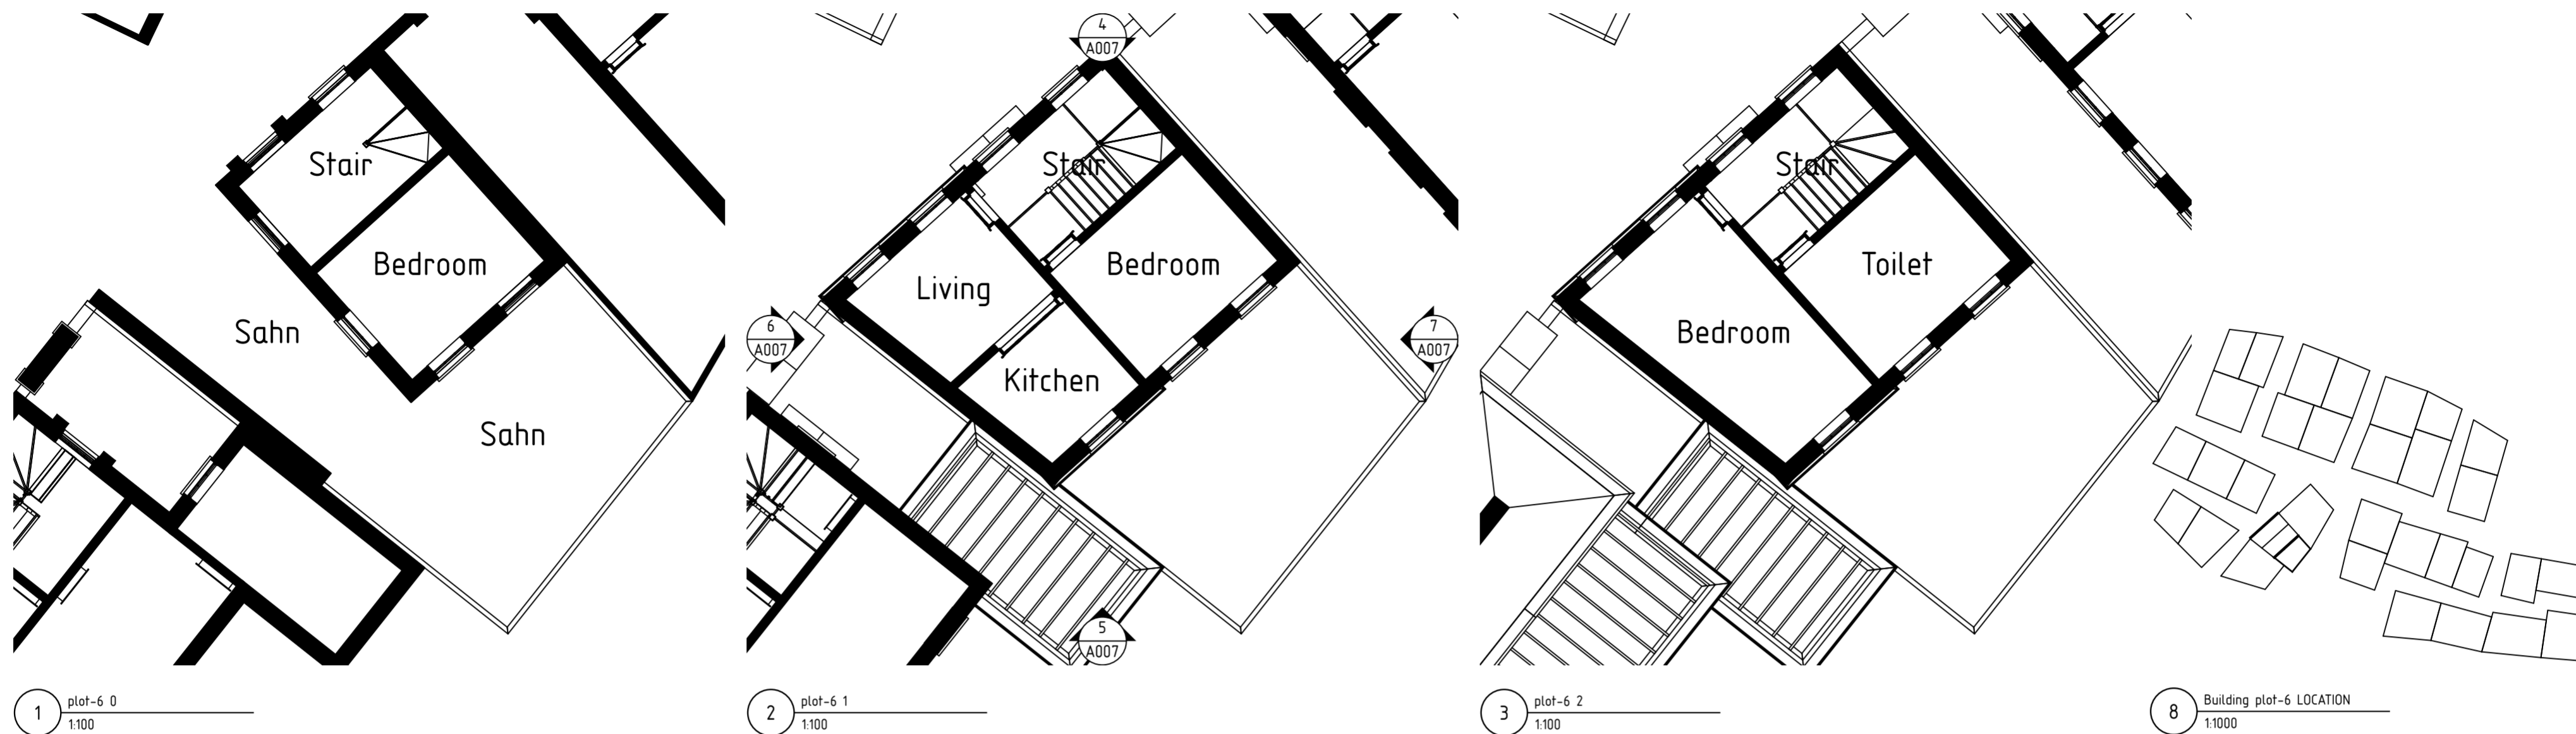 Stair
Bedroom
Sahn
Sahn
1
plot-6 0
1:100
4
A007
Stair
Bedroom
Living
6
A007
7
A007
Kitchen
5
A007
2
plot-6 1
1:100
Stair
Toilet
Bedroom
3
plot-6 2
1:100
8
Building plot-6 LOCATION
1:1000